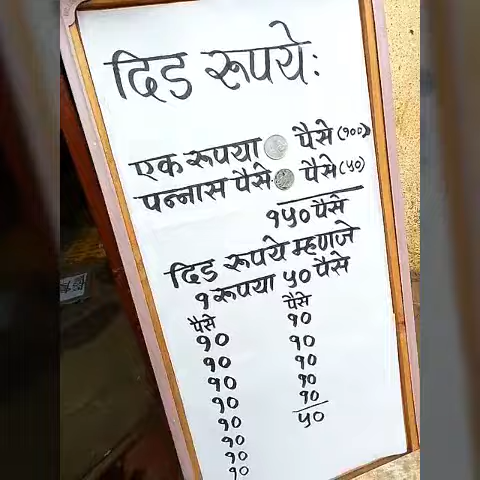 दिड रूपये:
एक रूपया पैसे (१००)
पन्नास पैसे पैसे (५०)
१५० पैसे
दिड रूपये म्हणजे
१ रूपया ५० पैसे
पैसे
१०
१०
१०
१०
१०
१०
१०
१०
पैसे
१०
१०
१०
१०
१०
५०